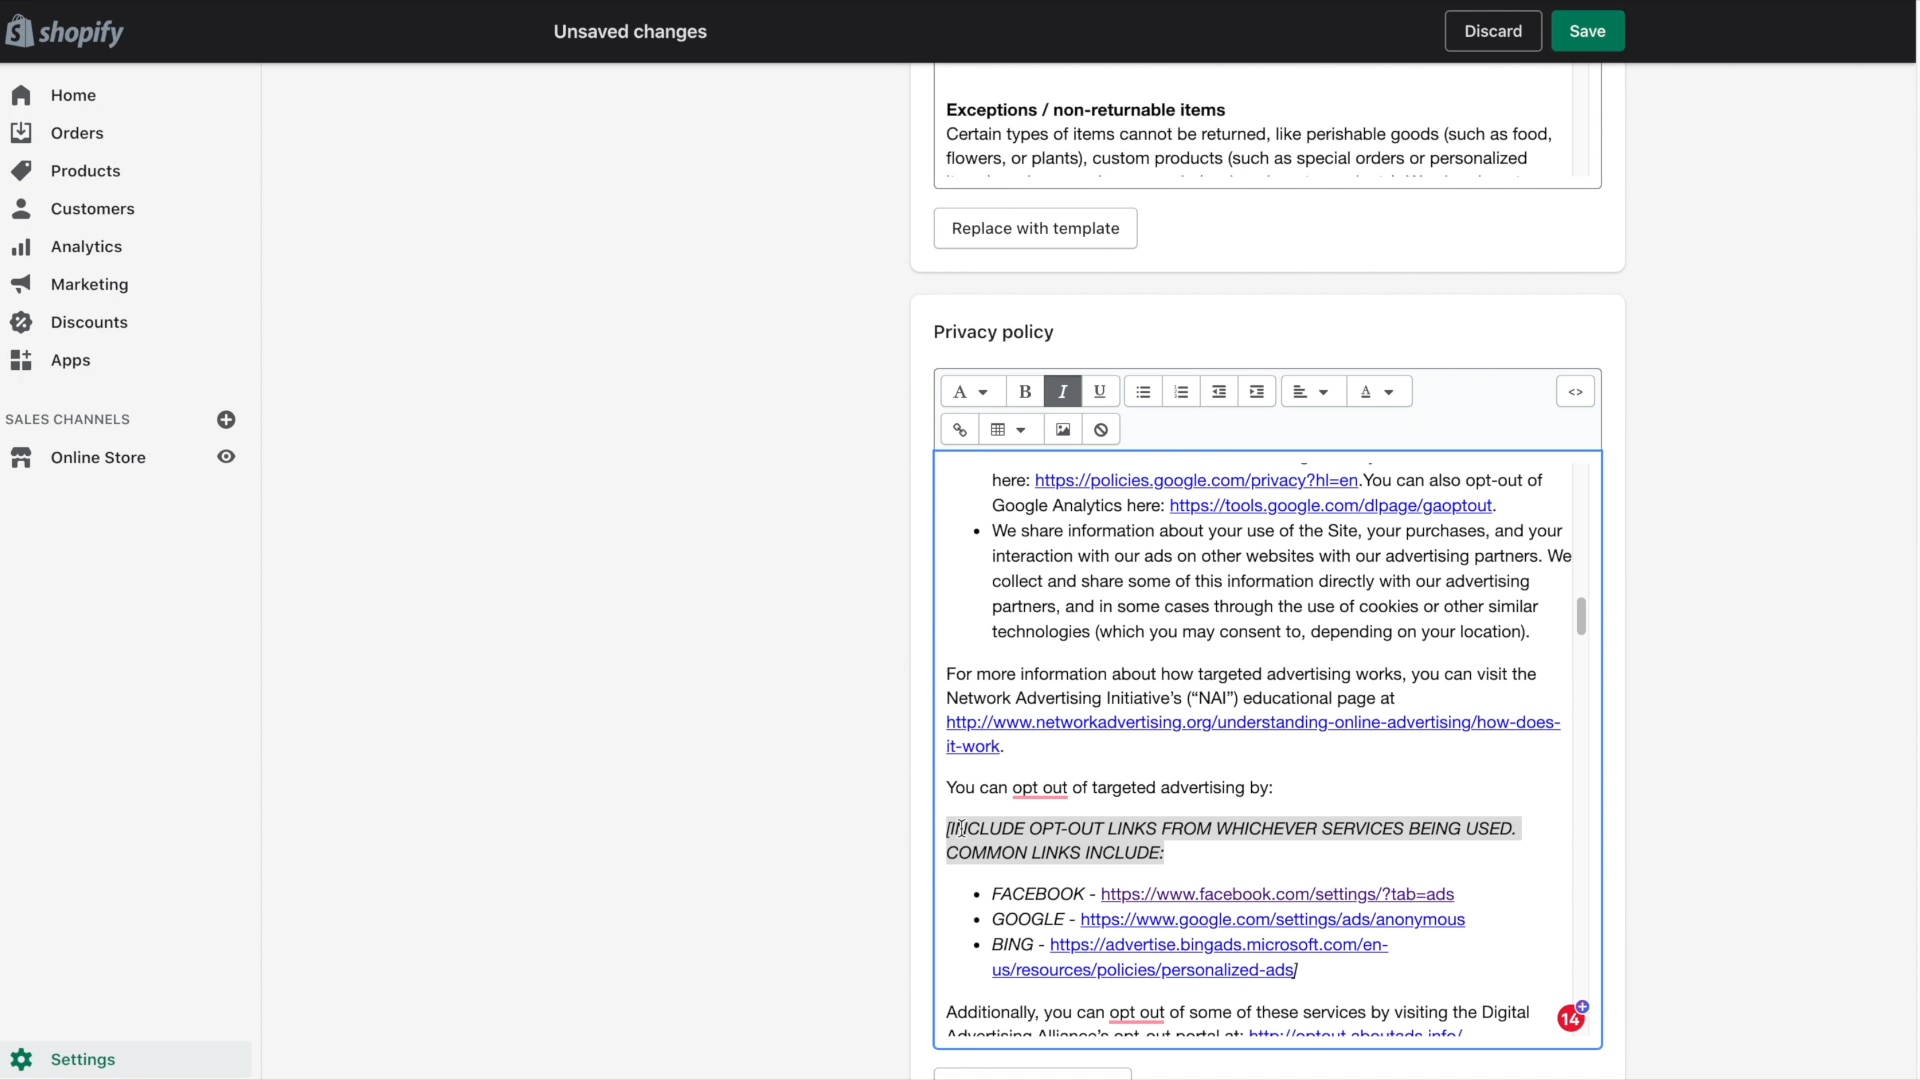 shopify
Unsaved changes
Discard
Save
Home
Orders
Products
Customers
Analytics
Marketing
Discounts
Apps
SALES CHANNELS
Online Store
Settings
Exceptions / non-returnable items
Certain types of items cannot be returned, like perishable goods (such as food,
flowers, or plants), custom products (such as special orders or personalized
Replace with template
Privacy policy
A
B
I
U
A
<>
here: https://policies.google.com/privacy?hl=en.You can also opt-out of
Google Analytics here: https://tools.google.com/dlpage/gaoptout.
• We share information about your use of the Site, your purchases, and your
interaction with our ads on other websites with our advertising partners. We
collect and share some of this information directly with our advertising
partners, and in some cases through the use of cookies or other similar
technologies (which you may consent to, depending on your location).
For more information about how targeted advertising works, you can visit the
Network Advertising Initiative’s (“NAI”) educational page at
http://www.networkadvertising.org/understanding-online-advertising/how-does-
it-work.
You can opt out of targeted advertising by:
[INCLUDE OPT-OUT LINKS FROM WHICHEVER SERVICES BEING USED.
COMMON LINKS INCLUDE:
• FACEBOOK - https://www.facebook.com/settings/?tab=ads
• GOOGLE - https://www.google.com/settings/ads/anonymous
• BING - https://advertise.bingads.microsoft.com/en-
us/resources/policies/personalized-ads]
Additionally, you can opt out of some of these services by visiting the Digital
Advertising Alliance’s opt-out portal at: http://optout.aboutads.info/
14